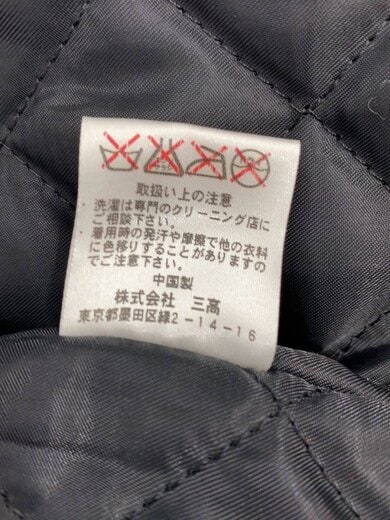 取扱い上の注意
洗濯は専門のクリーニング店に
ご相談下さい。
着用時の発汗や摩擦で他の衣料
に色移りすることがありますの
でご注意下さい。
中国製
株式会社 三高
東京都墨田区緑2-14-16